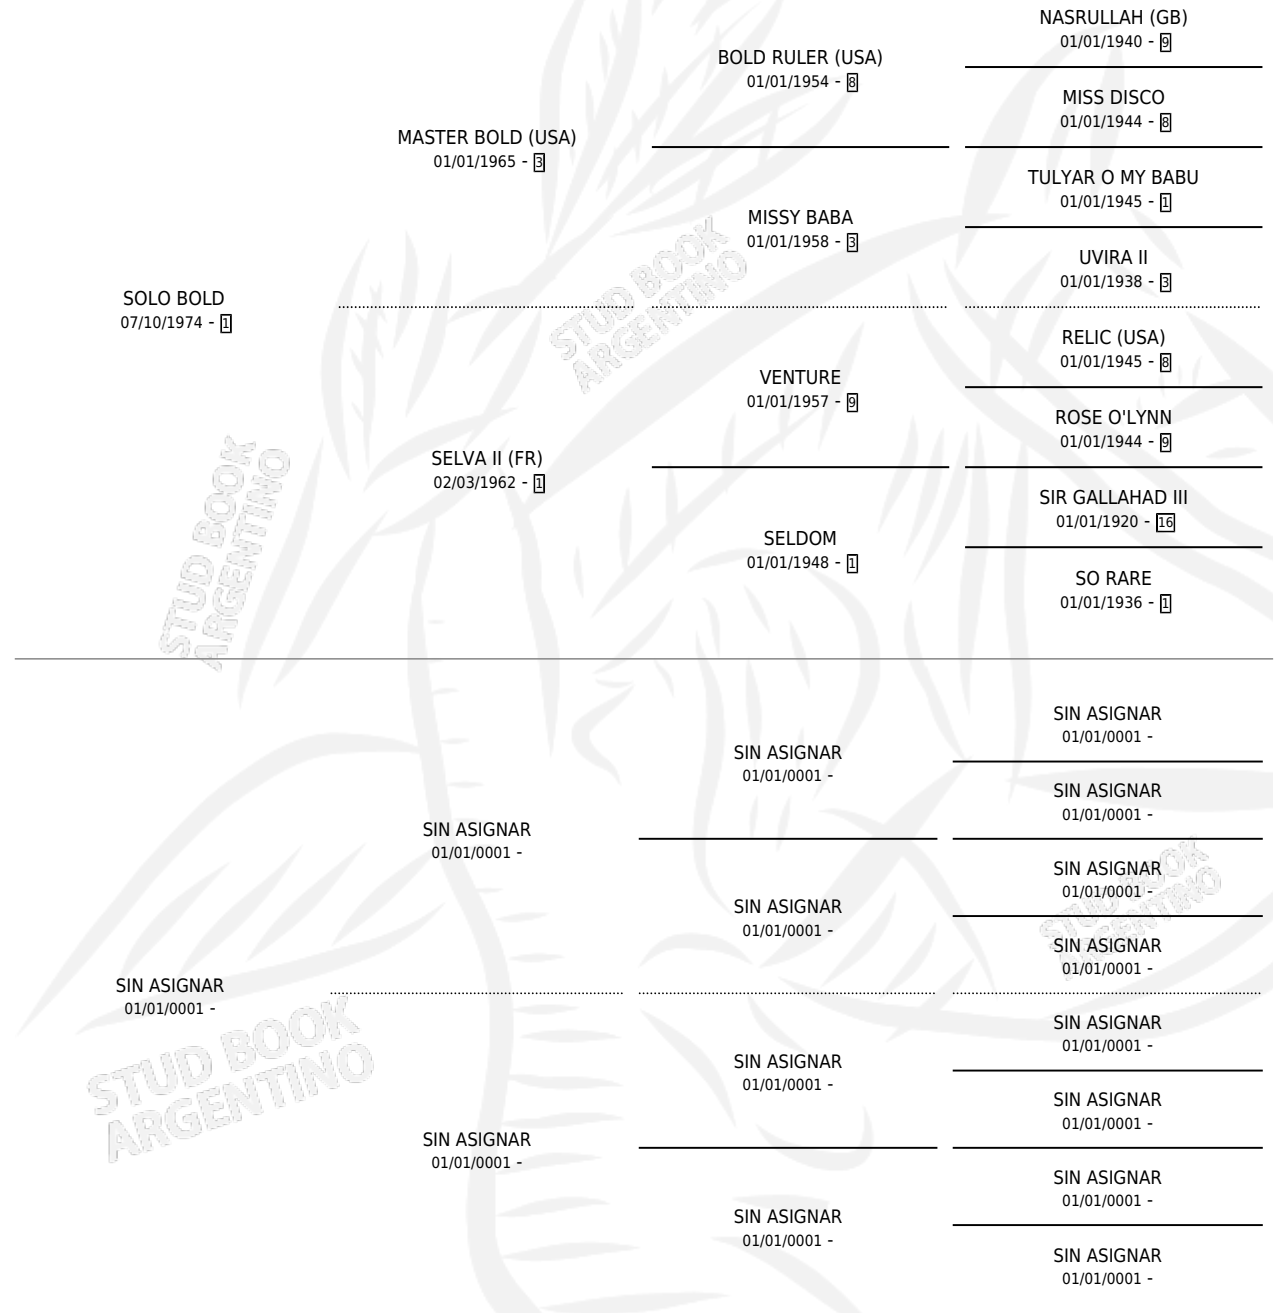 NASRULLAH (GB)
01/01/1940 - 9
BOLD RULER (USA)
01/01/1954 - 8
MISS DISCO
01/01/1944 - 8
MASTER BOLD (USA)
01/01/1965 - 3
TULYAR O MY BABU
01/01/1945 - 1
MISSY BABA
01/01/1958 - 3
UVIRA II
01/01/1938 - 3
SOLO BOLD
07/10/1974 - 1
RELIC (USA)
01/01/1945 - 8
VENTURE
01/01/1957 - 9
ROSE O'LYNN
01/01/1944 - 9
SELVA II (FR)
02/03/1962 - 1
SIR GALLAHAD III
01/01/1920 - 16
SELDOM
01/01/1948 - 1
SO RARE
01/01/1936 - 1
STUD BOOK
ARGENTINO
STUD BOOK
ARGENTINO
SIN ASIGNAR
01/01/0001 -
SIN ASIGNAR
01/01/0001 -
SIN ASIGNAR
01/01/0001 -
SIN ASIGNAR
01/01/0001 -
SIN ASIGNAR
01/01/0001 -
SIN ASIGNAR
01/01/0001 -
SIN ASIGNAR
01/01/0001 -
SIN ASIGNAR
01/01/0001 -
SIN ASIGNAR
01/01/0001 -
SIN ASIGNAR
01/01/0001 -
SIN ASIGNAR
01/01/0001 -
SIN ASIGNAR
01/01/0001 -
SIN ASIGNAR
01/01/0001 -
SIN ASIGNAR
01/01/0001 -
SIN ASIGNAR
01/01/0001 -
STUD BOOK
ARGENTINO
STUD BOOK
ARGENTINO